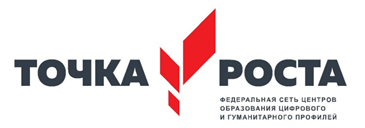 ТОЧКА РОСТА
ФЕДЕРАЛЬНАЯ СЕТЬ ЦЕНТРОВ
ОБРАЗОВАНИЯ ЦИФРОВОГО
И ГУМАНИТАРНОГО ПРОФИЛЕЙ